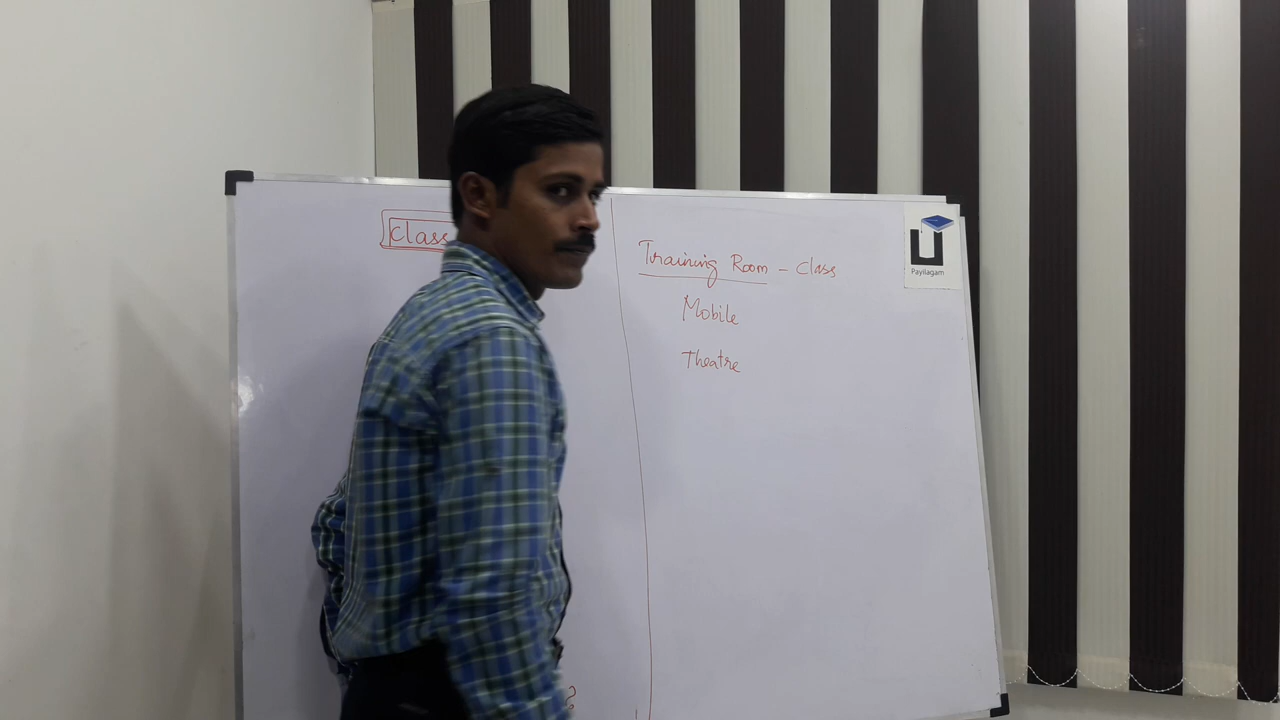 class
Training Room - Class
Mobile
Theatre
?
Payilagam